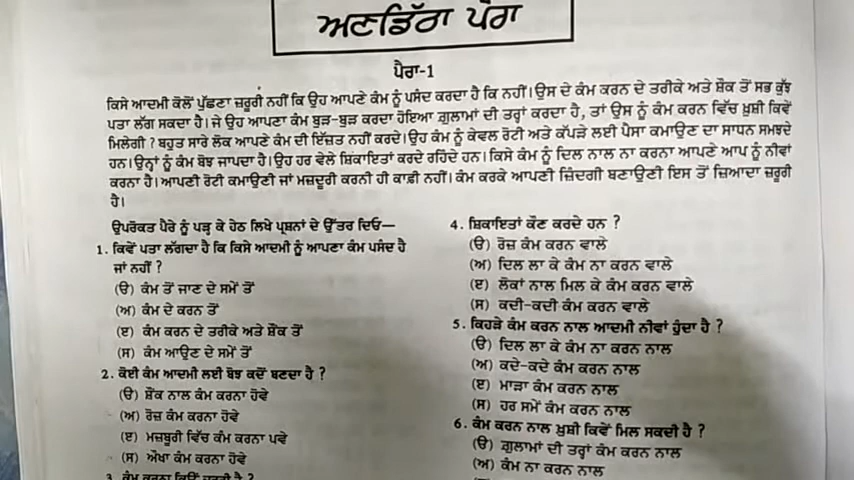 ਅਣਡਿੱਠਾ ਪੈਰਾ
ਪੈਰਾ-1
ਕਿਸੇ ਆਦਮੀ ਕੋਲੋਂ ਪੁੱਛਣਾ ਜ਼ਰੂਰੀ ਨਹੀਂ ਕਿ ਉਹ ਆਪਣੇ ਕੰਮ ਨੂੰ ਪਸੰਦ ਕਰਦਾ ਹੈ ਕਿ ਨਹੀਂ। ਉਸ ਦੇ ਕੰਮ ਕਰਨ ਦੇ ਤਰੀਕੇ ਅਤੇ ਸ਼ੌਕ ਤੋਂ ਸਭ ਕੁੱਝ
ਪਤਾ ਲੱਗ ਸਕਦਾ ਹੈ। ਜੇ ਉਹ ਆਪਣਾ ਕੰਮ ਬੁੜ-ਬੁੜ ਕਰਦਾ ਹੋਇਆ ਗ਼ੁਲਾਮਾਂ ਦੀ ਤਰ੍ਹਾਂ ਕਰਦਾ ਹੈ, ਤਾਂ ਉਸ ਨੂੰ ਕੰਮ ਕਰਨ ਵਿੱਚ ਖ਼ੁਸ਼ੀ ਕਿਵੇਂ
ਮਿਲੇਗੀ ? ਬਹੁਤ ਸਾਰੇ ਲੋਕ ਆਪਣੇ ਕੰਮ ਦੀ ਇੱਜ਼ਤ ਨਹੀਂ ਕਰਦੇ। ਉਹ ਕੰਮ ਨੂੰ ਕੇਵਲ ਰੋਟੀ ਅਤੇ ਕੱਪੜੇ ਲਈ ਪੈਸਾ ਕਮਾਉਣ ਦਾ ਸਾਧਨ ਸਮਝਦੇ
ਹਨ। ਉਨ੍ਹਾਂ ਨੂੰ ਕੰਮ ਬੋਝ ਜਾਪਦਾ ਹੈ। ਉਹ ਹਰ ਵੇਲੇ ਸ਼ਿਕਾਇਤਾਂ ਕਰਦੇ ਰਹਿੰਦੇ ਹਨ। ਕਿਸੇ ਕੰਮ ਨੂੰ ਦਿਲ ਨਾਲ ਨਾ ਕਰਨਾ ਆਪਣੇ ਆਪ ਨੂੰ ਨੀਵਾਂ
ਕਰਨਾ ਹੈ। ਆਪਣੀ ਰੋਟੀ ਕਮਾਉਣੀ ਜਾਂ ਮਜ਼ਦੂਰੀ ਕਰਨੀ ਹੀ ਕਾਫ਼ੀ ਨਹੀਂ। ਕੰਮ ਕਰਕੇ ਆਪਣੀ ਜ਼ਿੰਦਗੀ ਬਣਾਉਣੀ ਇਸ ਤੋਂ ਜ਼ਿਆਦਾ ਜ਼ਰੂਰੀ
ਹੈ।
ਉਪਰੋਕਤ ਪੈਰੇ ਨੂੰ ਪੜ੍ਹ ਕੇ ਹੇਠ ਲਿਖੇ ਪ੍ਰਸ਼ਨਾਂ ਦੇ ਉੱਤਰ ਦਿਓ—
1. ਕਿਵੇਂ ਪਤਾ ਲੱਗਦਾ ਹੈ ਕਿ ਕਿਸੇ ਆਦਮੀ ਨੂੰ ਆਪਣਾ ਕੰਮ ਪਸੰਦ ਹੈ
ਜਾਂ ਨਹੀਂ ?
(ੳ) ਕੰਮ ਤੋਂ ਜਾਣ ਦੇ ਸਮੇਂ ਤੋਂ
(ਅ) ਕੰਮ ਦੇ ਕਰਨ ਤੋਂ
(ੲ) ਕੰਮ ਕਰਨ ਦੇ ਤਰੀਕੇ ਅਤੇ ਸ਼ੌਕ ਤੋਂ
(ਸ) ਕੰਮ ਆਉਣ ਦੇ ਸਮੇਂ ਤੋਂ
2. ਕੋਈ ਕੰਮ ਆਦਮੀ ਲਈ ਬੋਝ ਕਦੋਂ ਬਣਦਾ ਹੈ ?
(ੳ) ਸ਼ੌਂਕ ਨਾਲ ਕੰਮ ਕਰਨਾ ਹੋਵੇ
(ਅ) ਰੋਜ਼ ਕੰਮ ਕਰਨਾ ਹੋਵੇ
(ੲ) ਮਜ਼ਬੂਰੀ ਵਿੱਚ ਕੰਮ ਕਰਨਾ ਪਵੇ
(ਸ) ਔਖਾ ਕੰਮ ਕਰਨਾ ਹੋਵੇ
3. ਕੰਮ ਕਰਨਾ ਕਿਉਂ ਜ਼ਰੂਰੀ ਹੈ ?
4. ਸ਼ਿਕਾਇਤਾਂ ਕੌਣ ਕਰਦੇ ਹਨ ?
(ੳ) ਰੋਜ਼ ਕੰਮ ਕਰਨ ਵਾਲੇ
(ਅ) ਦਿਲ ਲਾ ਕੇ ਕੰਮ ਨਾ ਕਰਨ ਵਾਲੇ
(ੲ) ਲੋਕਾਂ ਨਾਲ ਮਿਲ ਕੇ ਕੰਮ ਕਰਨ ਵਾਲੇ
(ਸ) ਕਦੀ-ਕਦੀ ਕੰਮ ਕਰਨ ਵਾਲੇ
5. ਕਿਹੜੇ ਕੰਮ ਕਰਨ ਨਾਲ ਆਦਮੀ ਨੀਵਾਂ ਹੁੰਦਾ ਹੈ ?
(ੳ) ਦਿਲ ਲਾ ਕੇ ਕੰਮ ਨਾ ਕਰਨ ਨਾਲ
(ਅ) ਕਦੇ-ਕਦੇ ਕੰਮ ਕਰਨ ਨਾਲ
(ੲ) ਮਾੜਾ ਕੰਮ ਕਰਨ ਨਾਲ
(ਸ) ਹਰ ਸਮੇਂ ਕੰਮ ਕਰਨ ਨਾਲ
6. ਕੰਮ ਕਰਨ ਨਾਲ ਖ਼ੁਸ਼ੀ ਕਿਵੇਂ ਮਿਲ ਸਕਦੀ ਹੈ ?
(ੳ) ਗ਼ੁਲਾਮਾਂ ਦੀ ਤਰ੍ਹਾਂ ਕੰਮ ਕਰਨ ਨਾਲ
(ਅ) ਕੰਮ ਨਾ ਕਰਨ ਨਾਲ